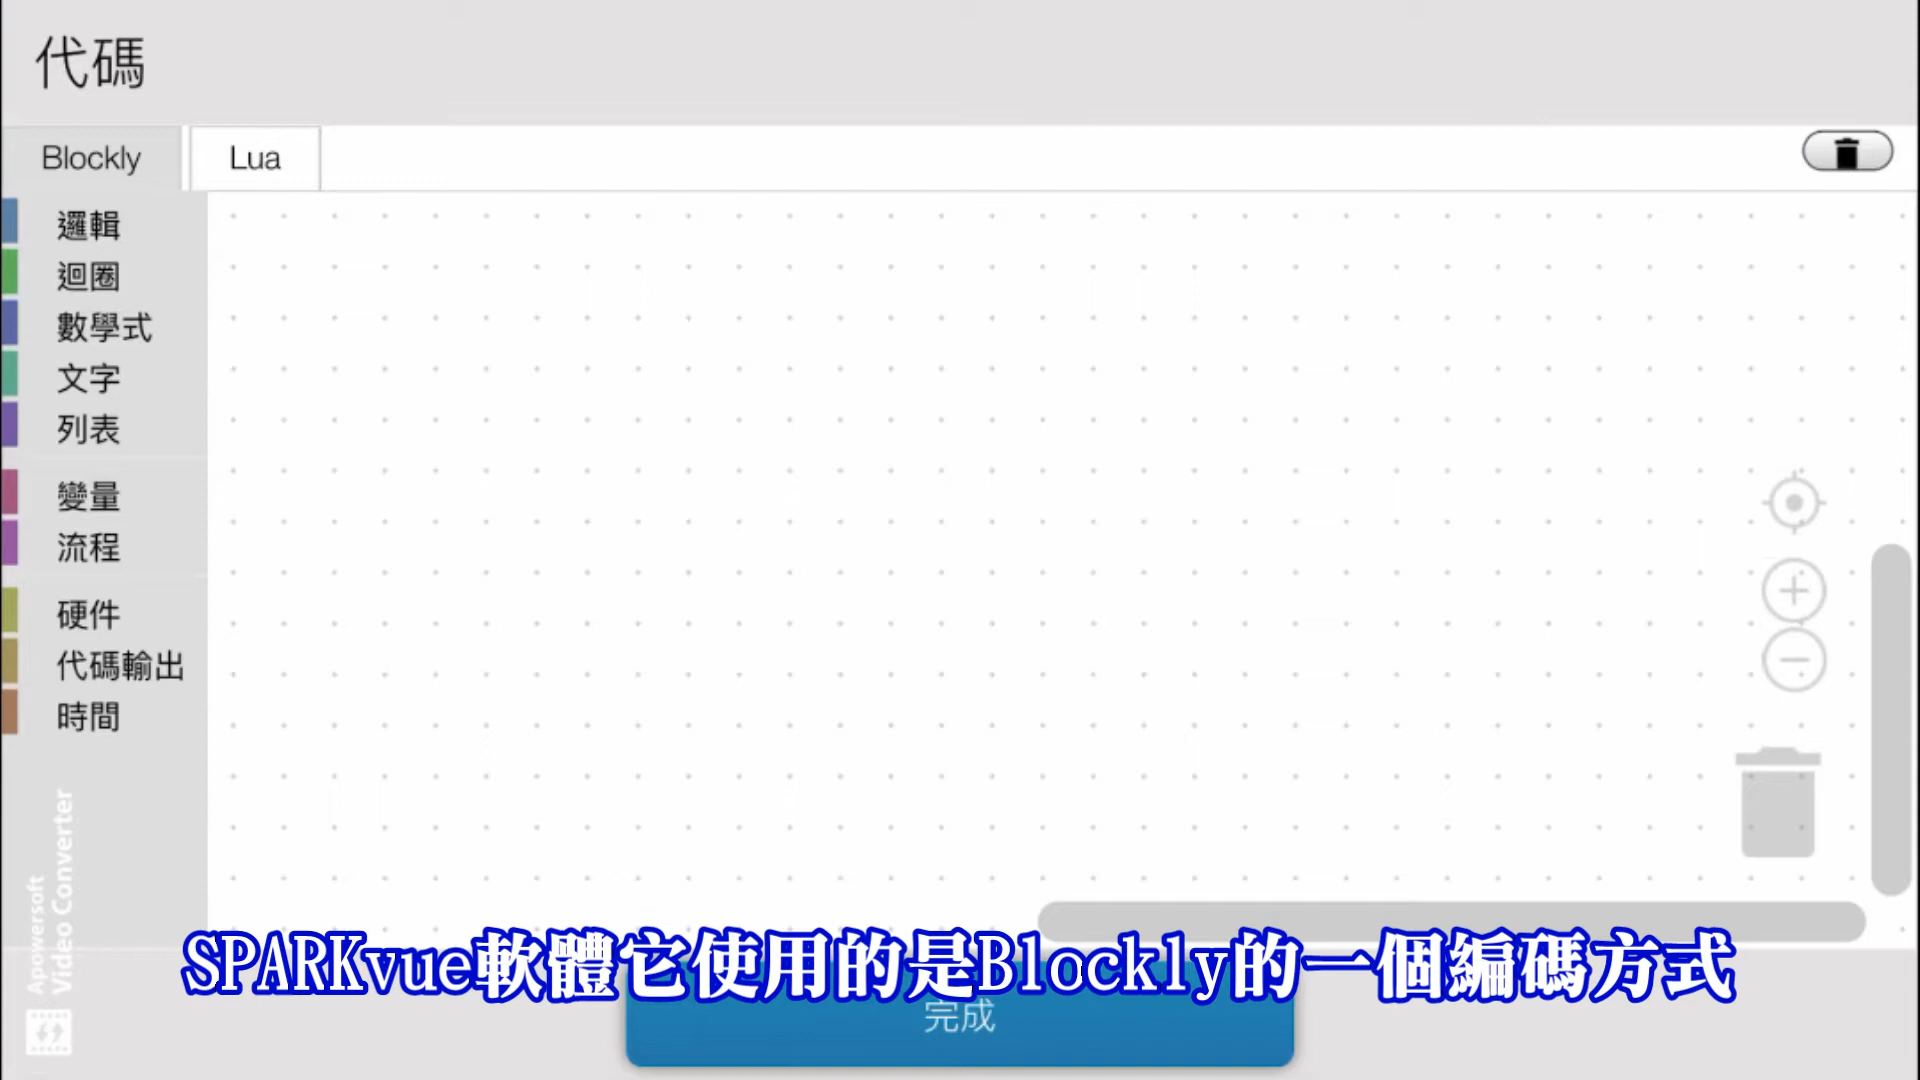 代碼
Blockly
Lua
邏輯
迴圈
數學式
文字
列表
變量
流程
硬件
代碼輸出
時間
Apowersoft
Video Converter
SPARKvue軟體它使用的是Blockly的一個編碼方式
完成